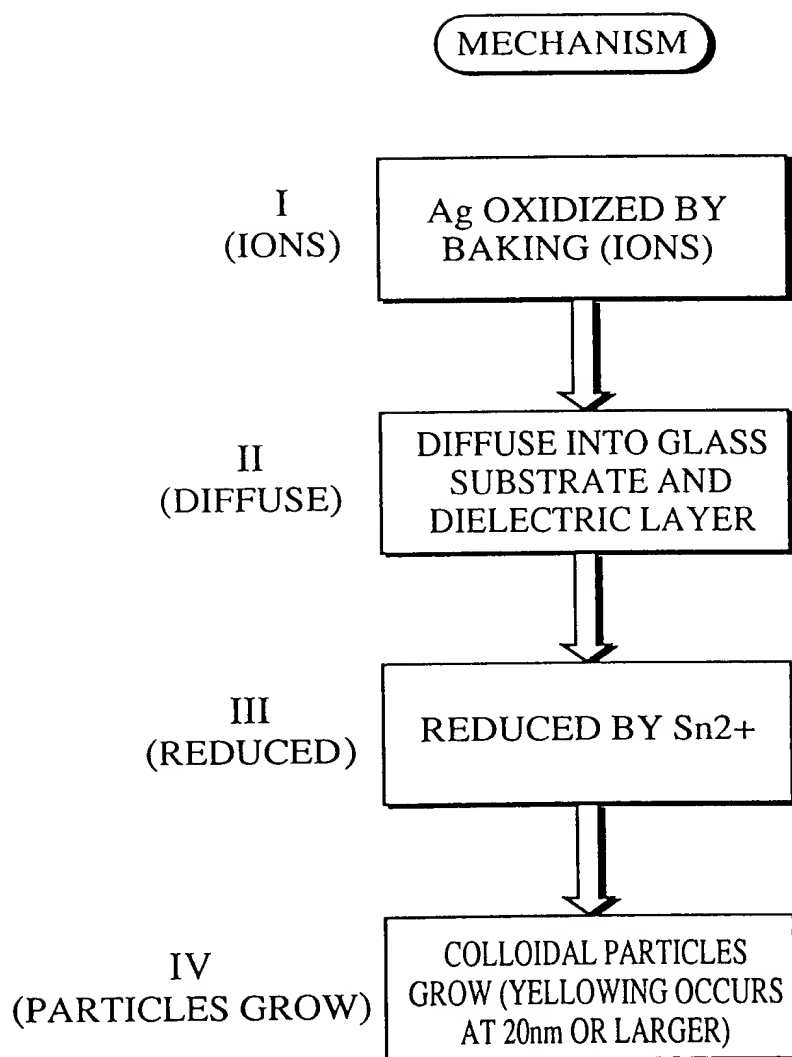 MECHANISM
I
(IONS)
Ag OXIDIZED BY
BAKING (IONS)
II
(DIFFUSE)
DIFFUSE INTO GLASS
SUBSTRATE AND
DIELECTRIC LAYER
III
(REDUCED)
REDUCED BY Sn2+
IV
(PARTICLES GROW)
COLLOIDAL PARTICLES
GROW (YELLOWING OCCURS
AT 20nm OR LARGER)